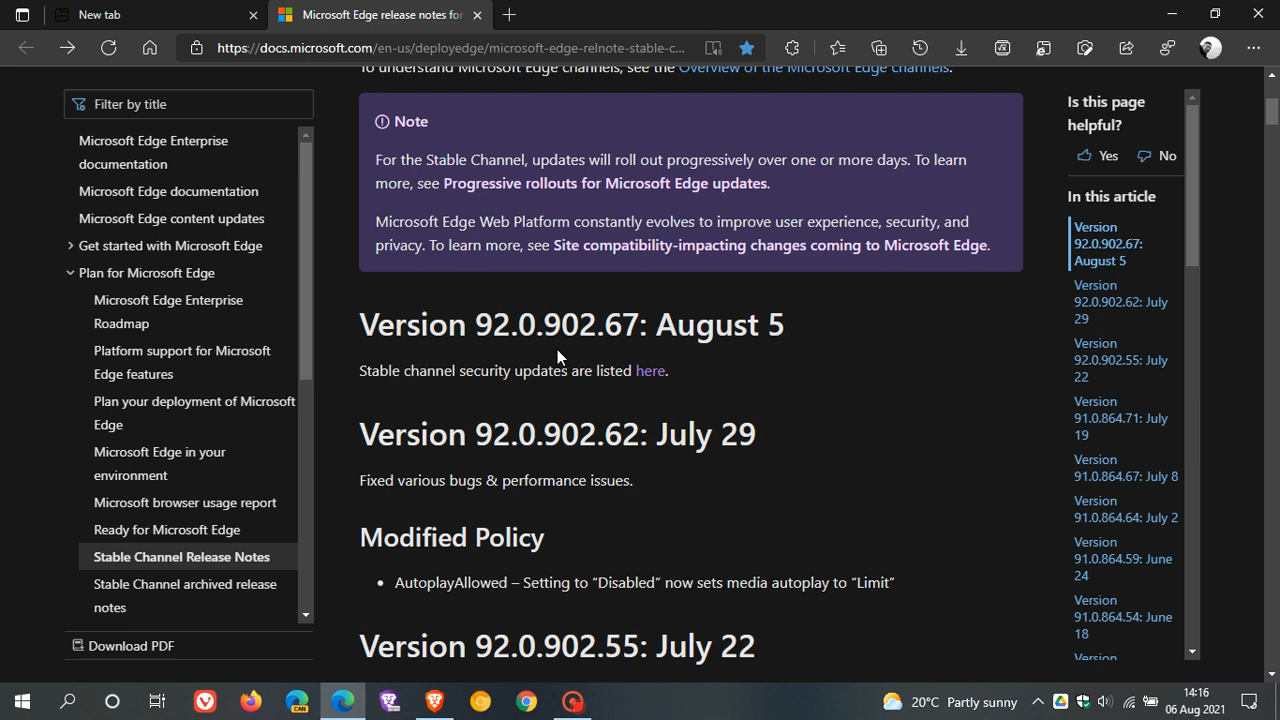 New tab
Microsoft Edge release notes for
https://docs.microsoft.com/en-us/deployedge/microsoft-edge-relnote-stable-c...
To understand Microsoft Edge channels, see the Overview of the Microsoft Edge channels.
Filter by title
Microsoft Edge Enterprise
documentation
Microsoft Edge documentation
Microsoft Edge content updates
Get started with Microsoft Edge
Plan for Microsoft Edge
Microsoft Edge Enterprise
Roadmap
Platform support for Microsoft
Edge features
Plan your deployment of Microsoft
Edge
Microsoft Edge in your
environment
Microsoft browser usage report
Ready for Microsoft Edge
Stable Channel Release Notes
Stable Channel archived release
notes
Download PDF
Note
For the Stable Channel, updates will roll out progressively over one or more days. To learn
more, see Progressive rollouts for Microsoft Edge updates.
Microsoft Edge Web Platform constantly evolves to improve user experience, security, and
privacy. To learn more, see Site compatibility-impacting changes coming to Microsoft Edge.
Version 92.0.902.67: August 5
Stable channel security updates are listed here.
Version 92.0.902.62: July 29
Fixed various bugs & performance issues.
Modified Policy
• AutoplayAllowed – Setting to “Disabled” now sets media autoplay to “Limit”
Version 92.0.902.55: July 22
Is this page
helpful?
Yes
No
In this article
Version
92.0.902.67:
August 5
Version
92.0.902.62: July
29
Version
92.0.902.55: July
22
Version
91.0.864.71: July
19
Version
91.0.864.67: July 8
Version
91.0.864.64: July 2
Version
91.0.864.59: June
24
Version
91.0.864.54: June
18
Version
CAN
20°C Partly sunny
14:16
06 Aug 2021